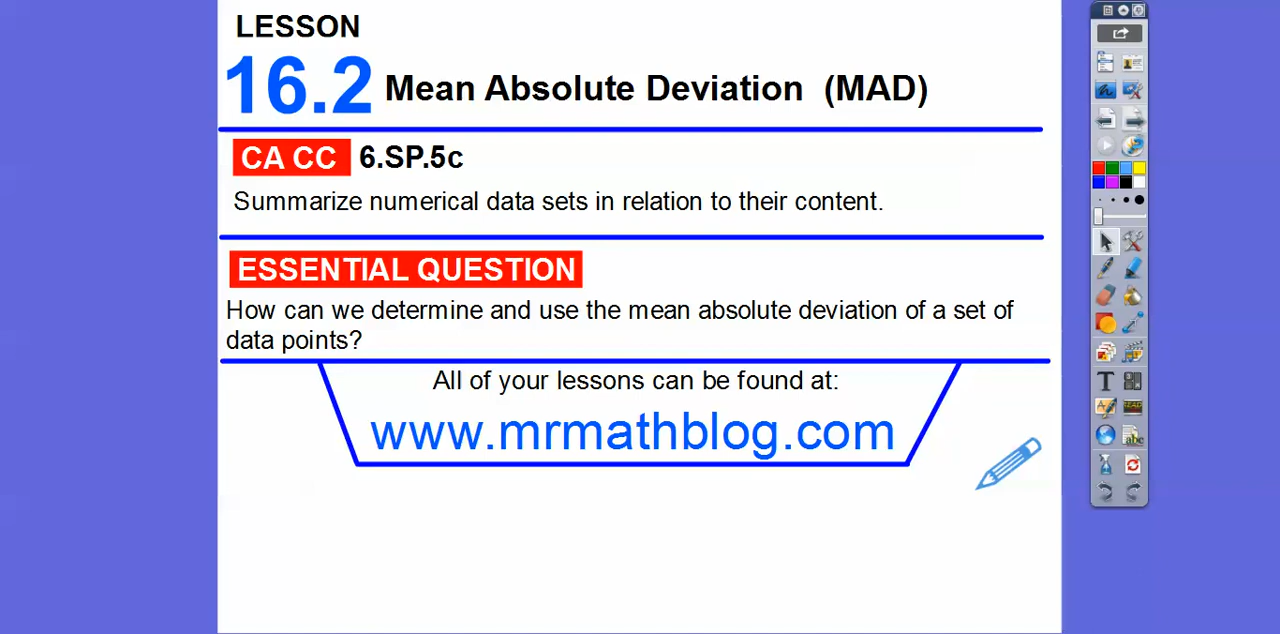 LESSON
16.2 Mean Absolute Deviation (MAD)
CA CC 6.SP.5c
Summarize numerical data sets in relation to their content.
ESSENTIAL QUESTION
How can we determine and use the mean absolute deviation of a set of
data points?
All of your lessons can be found at:
www.mrmathblog.com